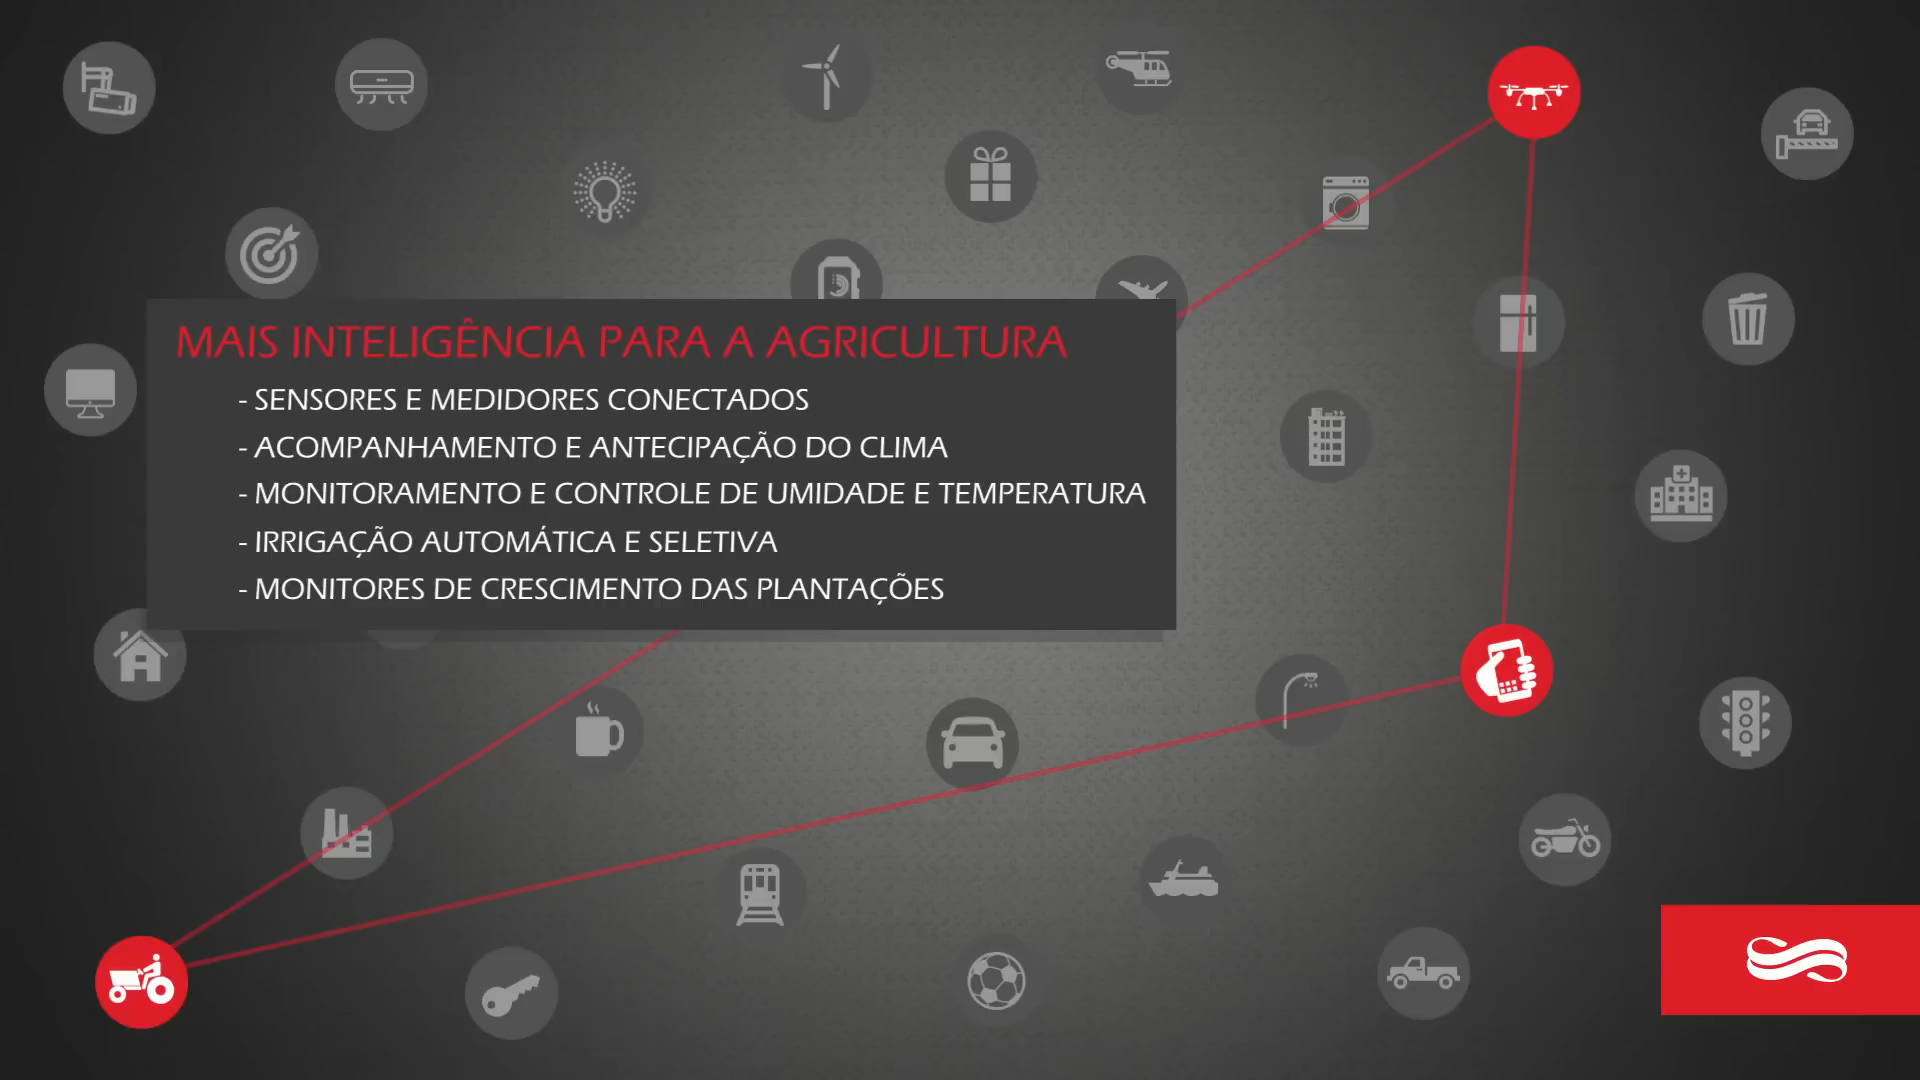 MAIS INTELIGÊNCIA PARA A AGRICULTURA
- SENSORES E MEDIDORES CONECTADOS
- ACOMPANHAMENTO E ANTECIPAÇÃO DO CLIMA
- MONITORAMENTO E CONTROLE DE UMIDADE E TEMPERATURA
- IRRIGAÇÃO AUTOMÁTICA E SELETIVA
- MONITORES DE CRESCIMENTO DAS PLANTAÇÕES